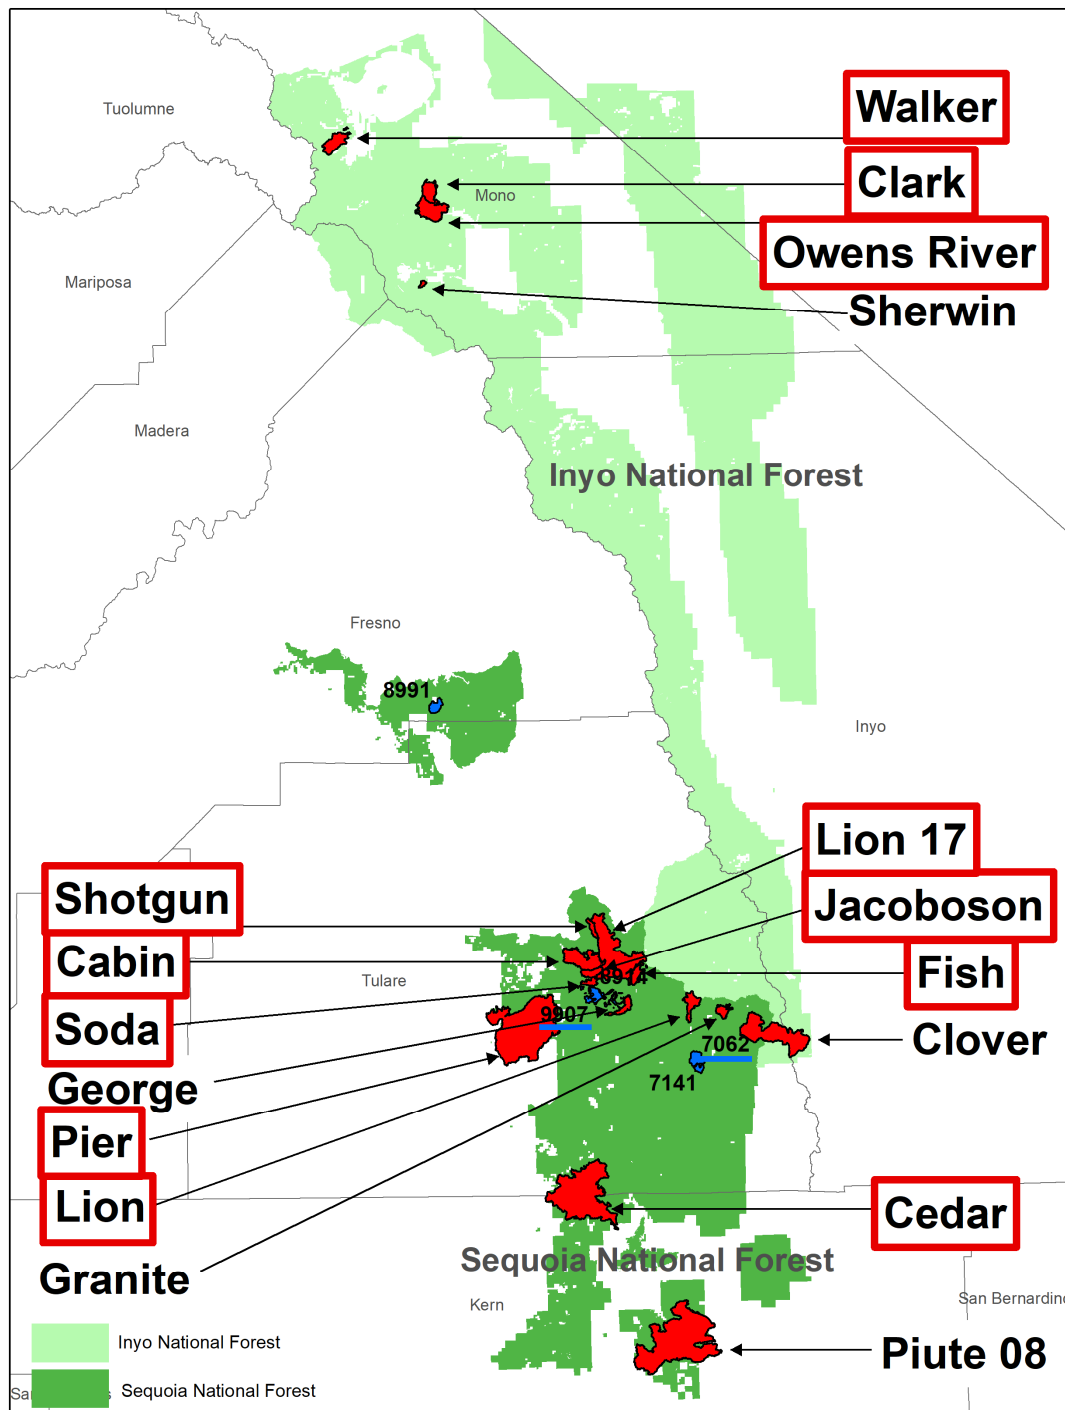 Tuolumne
Walker
Clark
Mono
Owens River
Mariposa
Sherwin
Madera
Inyo National Forest
Fresno
8991
Inyo
Lion 17
Shotgun
Jacoboson
Cabin
Fish
Tulare
8914
Soda
9907
Clover
7062
George
7141
Pier
Lion
Cedar
Granite
Sequoia National Forest
Kern
San Bernardino
Inyo National Forest
Piute 08
Sequoia National Forest